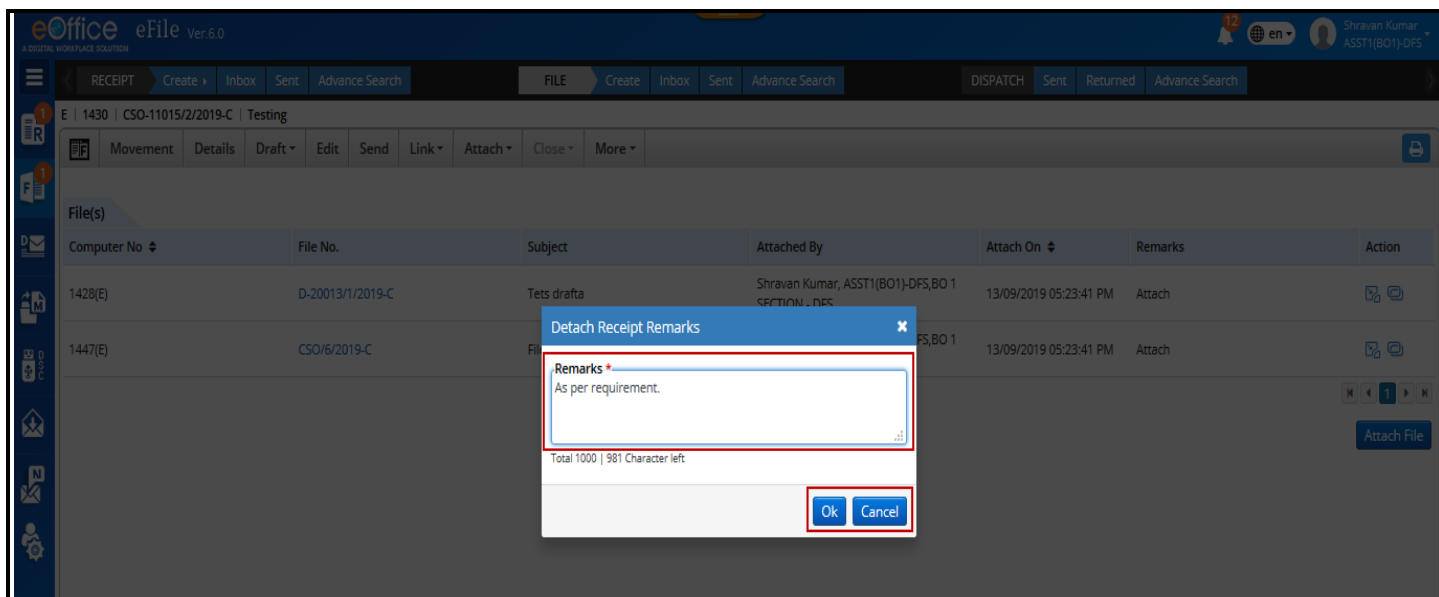 eOffice eFile Ver.6.0
A DIGITAL WORKPLACE SOLUTION
12
en
Shravan Kumar
ASST1(BO1)-DFS
RECEIPT Create Inbox Sent Advance Search FILE Create Inbox Sent Advance Search DISPATCH Sent Returned Advance Search
1
R
E | 1430 | CSO-11015/2/2019-C | Testing
F Movement Details Draft Edit Send Link Attach Close More
1
F
File(s)
Computer No File No. Subject Attached By Attach On Remarks Action
D
1428(E) D-20013/1/2019-C Tets drafta Shravan Kumar, ASST1(BO1)-DFS,BO 1 SECTION - DFS 13/09/2019 05:23:41 PM Attach
M
Detach Receipt Remarks ×
1447(E) CSO/6/2019-C Fil FS,BO 1 13/09/2019 05:23:41 PM Attach
DSC
Remarks *
As per requirement.
1
Attach File
Total 1000 | 981 Character left
N
Ok Cancel